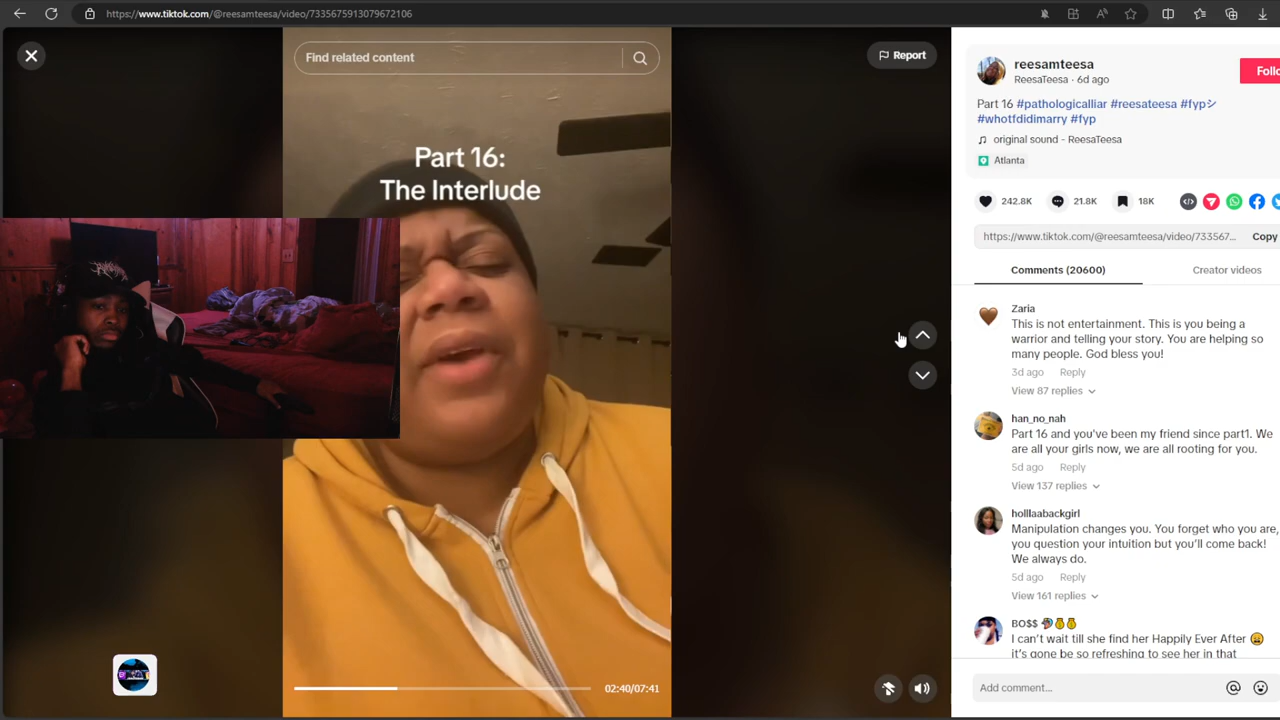 https://www.tiktok.com/@reesamteesa/video/7335675913079672106
Find related content
Report
Part 16:
The Interlude
02:40/07:41
reesamteesa
ReesaTeesa · 6d ago
Follo
Part 16 #pathologicalliar #reesateesa #fypシ
#whotfdidimarry #fyp
original sound - ReesaTeesa
Atlanta
242.8K
21.8K
18K
https://www.tiktok.com/@reesamteesa/video/733567...
Copy
Comments (20600)
Creator videos
Zaria
This is not entertainment. This is you being a
warrior and telling your story. You are helping so
many people. God bless you!
3d ago Reply
View 87 replies
han_no_nah
Part 16 and you've been my friend since part1. We
are all your girls now, we are all rooting for you.
5d ago Reply
View 137 replies
holllaabackgirl
Manipulation changes you. You forget who you are,
you question your intuition but you'll come back!
We always do.
5d ago Reply
View 161 replies
BO$$
I can't wait till she find her Happily Ever After 😩
it's gone be so refreshing to see her in that
Add comment...